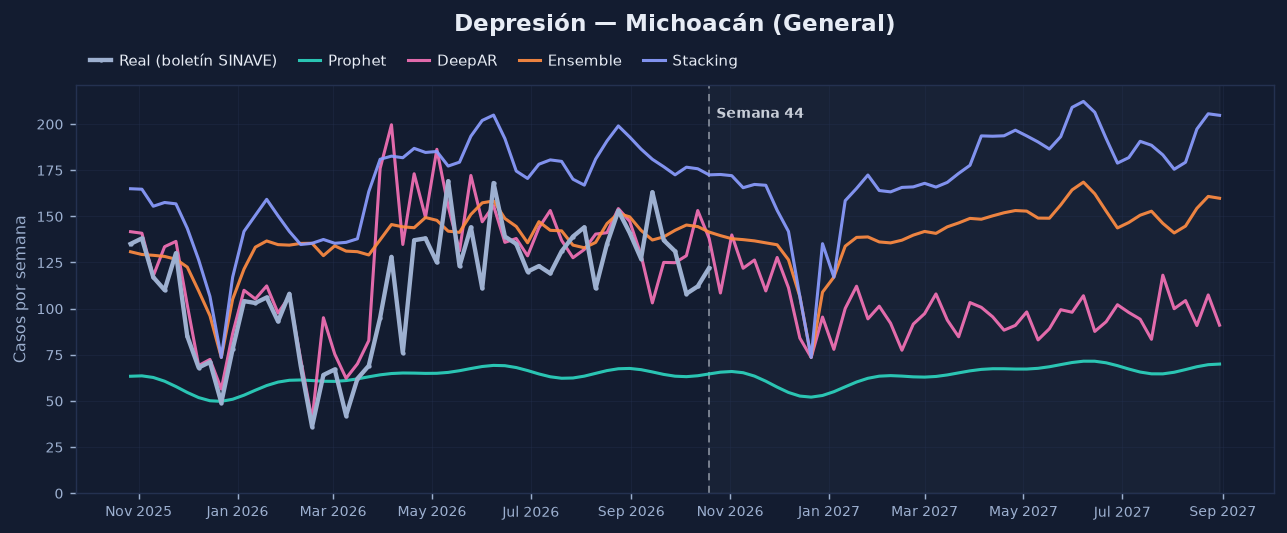 Depresión — Michoacán (General)
Real (boletín SINAVE) Prophet DeepAR Ensemble Stacking
Semana 44
Casos por semana
200
175
150
125
100
75
50
25
0
Nov 2025 Jan 2026 Mar 2026 May 2026 Jul 2026 Sep 2026 Nov 2026 Jan 2027 Mar 2027 May 2027 Jul 2027 Sep 2027